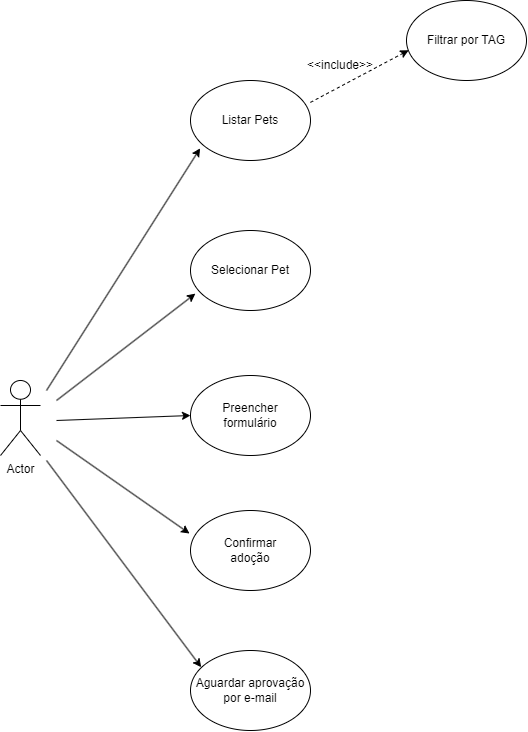 Filtrar por TAG
<<include>>
Listar Pets
Selecionar Pet
Preencher
formulário
Actor
Confirmar
adoção
Aguardar aprovação
por e-mail